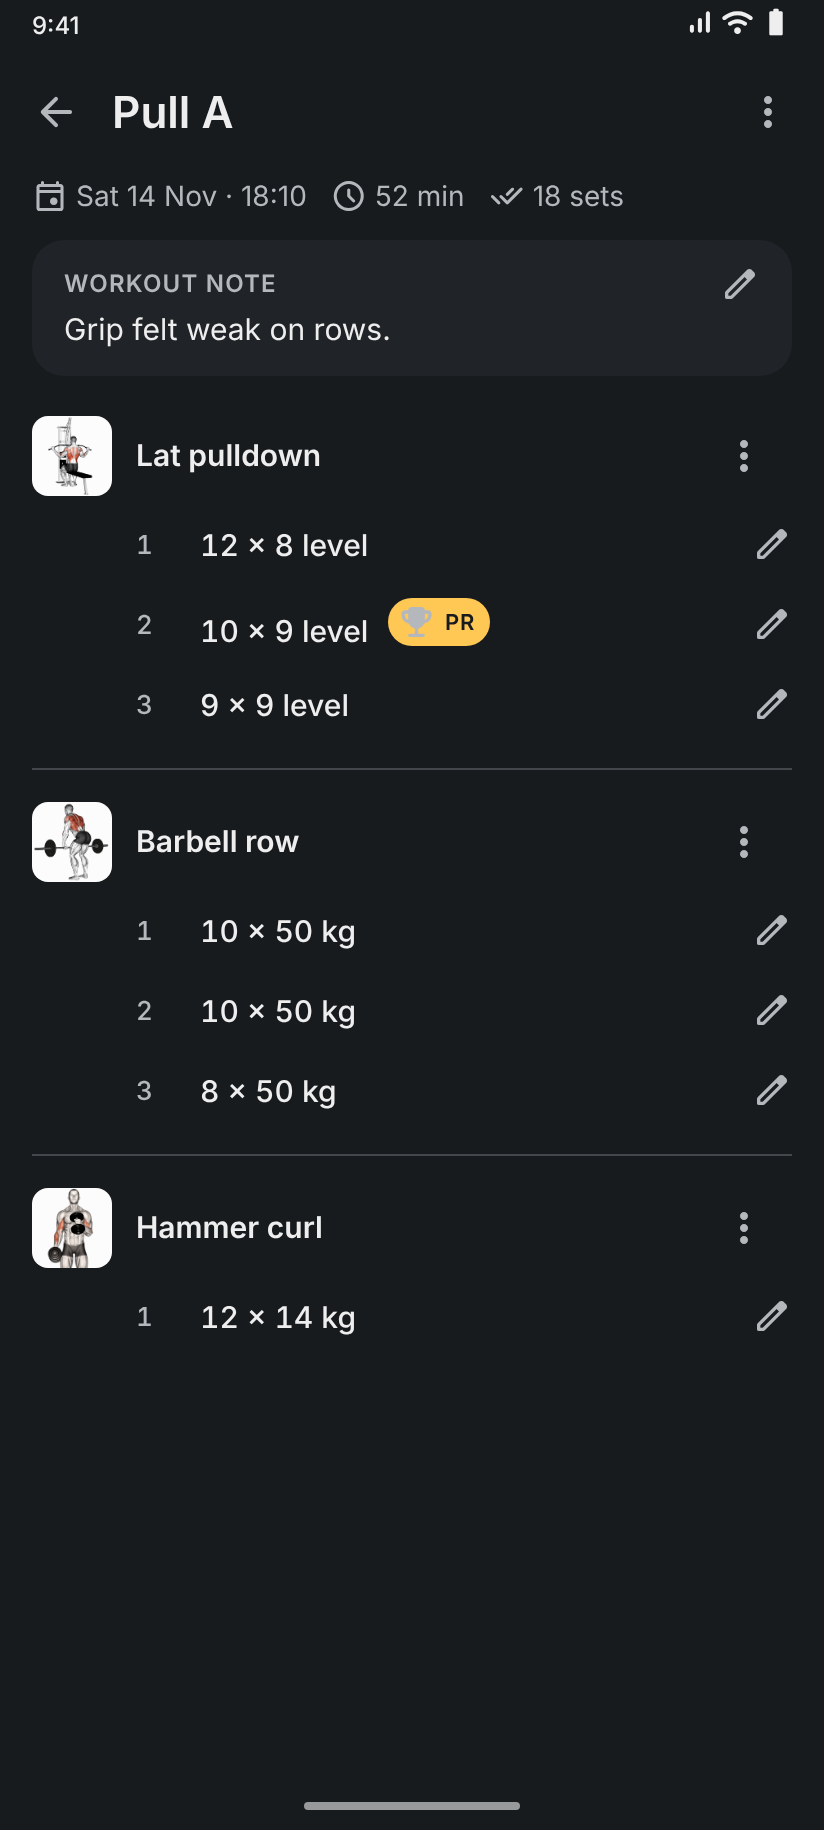 9:41
Pull A
Sat 14 Nov · 18:10 52 min 18 sets
WORKOUT NOTE
Grip felt weak on rows.
Lat pulldown
1 12 × 8 level
2 10 × 9 level PR
3 9 × 9 level
Barbell row
1 10 × 50 kg
2 10 × 50 kg
3 8 × 50 kg
Hammer curl
1 12 × 14 kg